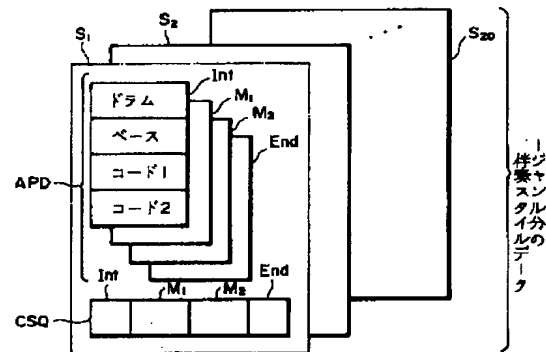 S₁
S₂
S₂₀
...
Int
M₁
M₂
End
APD
ドラム
ベース
コード1
コード2
Int
M₁
M₂
End
CSQ
一ジャンル分の
伴奏スタイルデータ